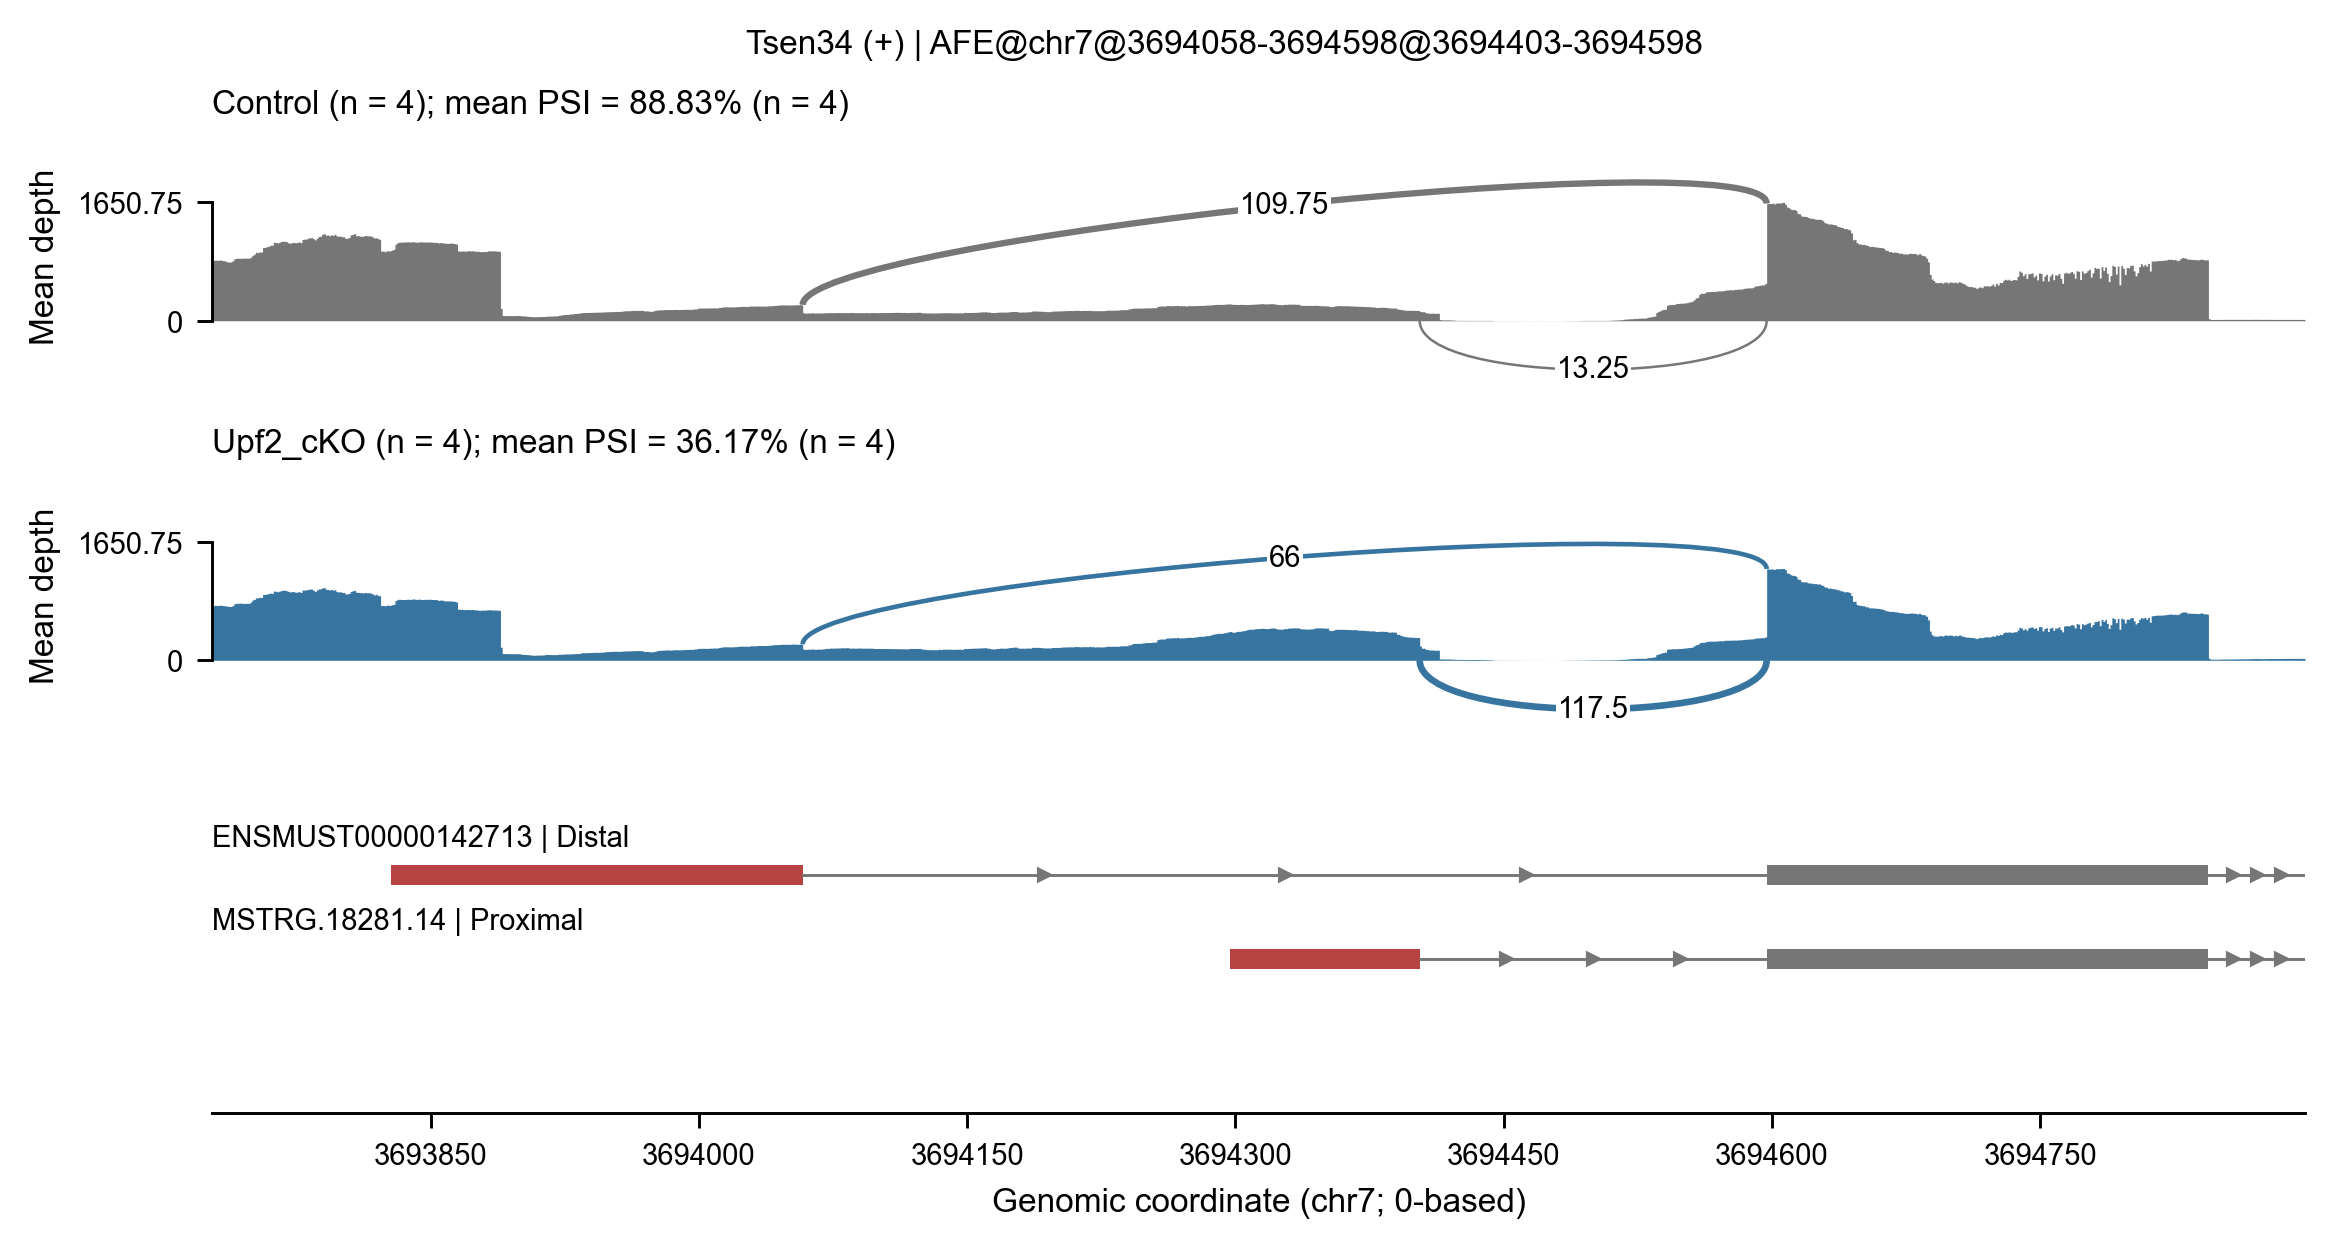 Tsen34 (+) | AFE@chr7@3694058-3694598@3694403-3694598
Control (n = 4); mean PSI = 88.83% (n = 4)
Mean depth
1650.75
0
109.75
13.25
Upf2_cKO (n = 4); mean PSI = 36.17% (n = 4)
Mean depth
1650.75
0
66
117.5
ENSMUST00000142713 | Distal
MSTRG.18281.14 | Proximal
3693850 3694000 3694150 3694300 3694450 3694600 3694750
Genomic coordinate (chr7; 0-based)